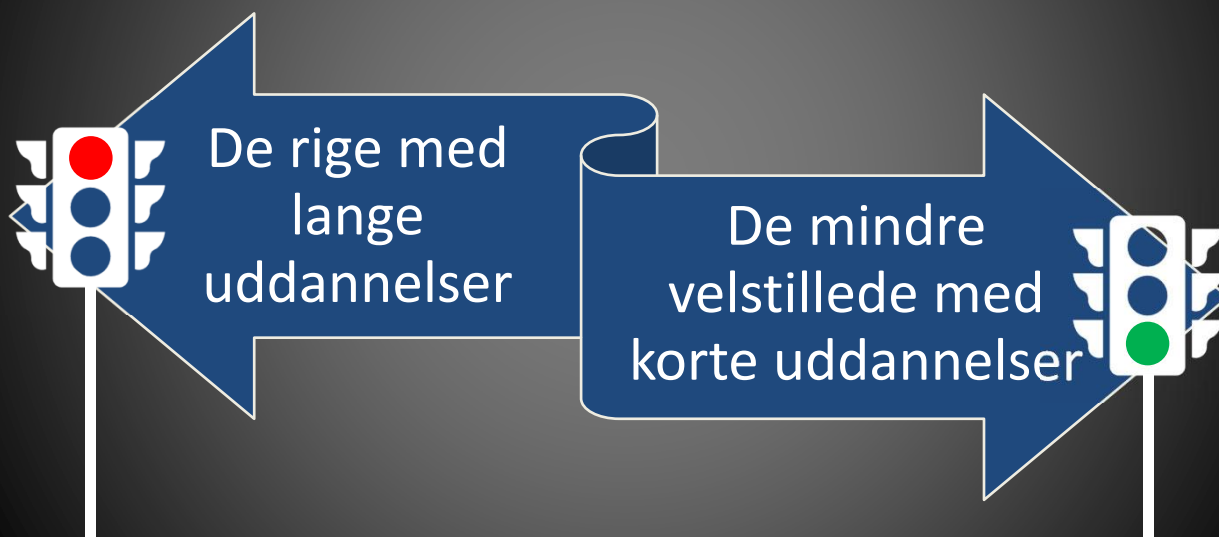 De rige med
lange
uddannelser
De mindre
velstillede med
korte uddannelser